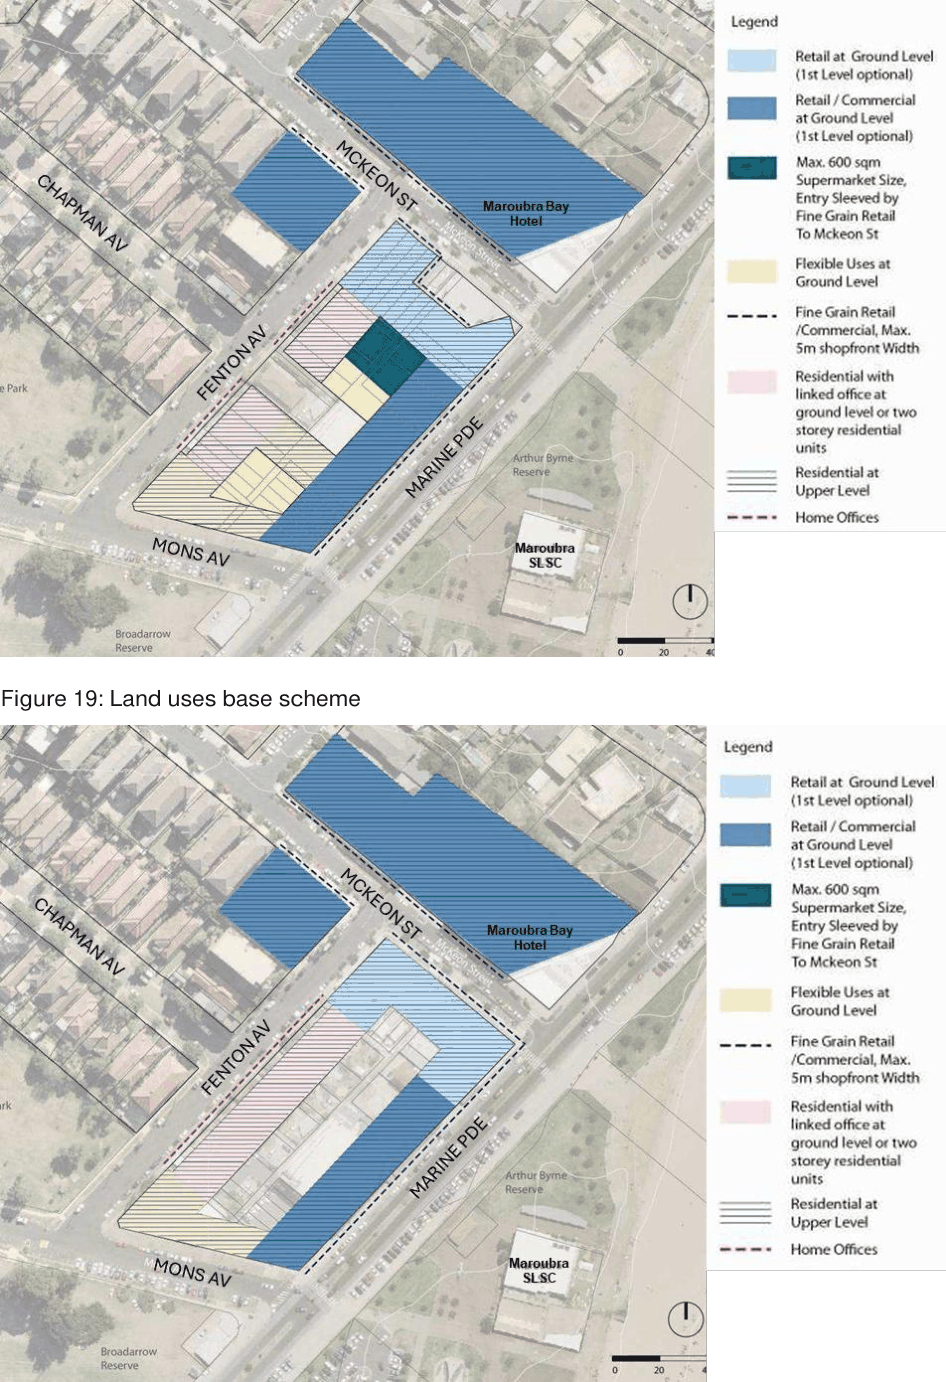 Legend
Retail at Ground Level
(1st Level optional)
Retail / Commercial
at Ground Level
(1st Level optional)
Max. 600 sqm
Supermarket Size,
Entry Sleeved by
Fine Grain Retail
To Mckeon St
Flexible Uses at
Ground Level
Fine Grain Retail
/Commercial, Max.
5m shopfront Width
Residential with
linked office at
ground level or two
storey residential
units
Residential at
Upper Level
Home Offices
MCKEON ST
CHAPMAN AV
Maroubra Bay
Hotel
FENTON AV
e Park
MARINE PDE
Arthur Byrne
Reserve
MONS AV
Maroubra
SLSC
Broadarrow
Reserve
0 20 40
Figure 19: Land uses base scheme
Legend
Retail at Ground Level
(1st Level optional)
Retail / Commercial
at Ground Level
(1st Level optional)
Max. 600 sqm
Supermarket Size,
Entry Sleeved by
Fine Grain Retail
To Mckeon St
Flexible Uses at
Ground Level
Fine Grain Retail
/Commercial, Max.
5m shopfront Width
Residential with
linked office at
ground level or two
storey residential
units
Residential at
Upper Level
Home Offices
MCKEON ST
CHAPMAN AV
Maroubra Bay
Hotel
FENTON AV
ark
MARINE PDE
Arthur Byrne
Reserve
MONS AV
Maroubra
SLSC
Broadarrow
Reserve
0 20 4